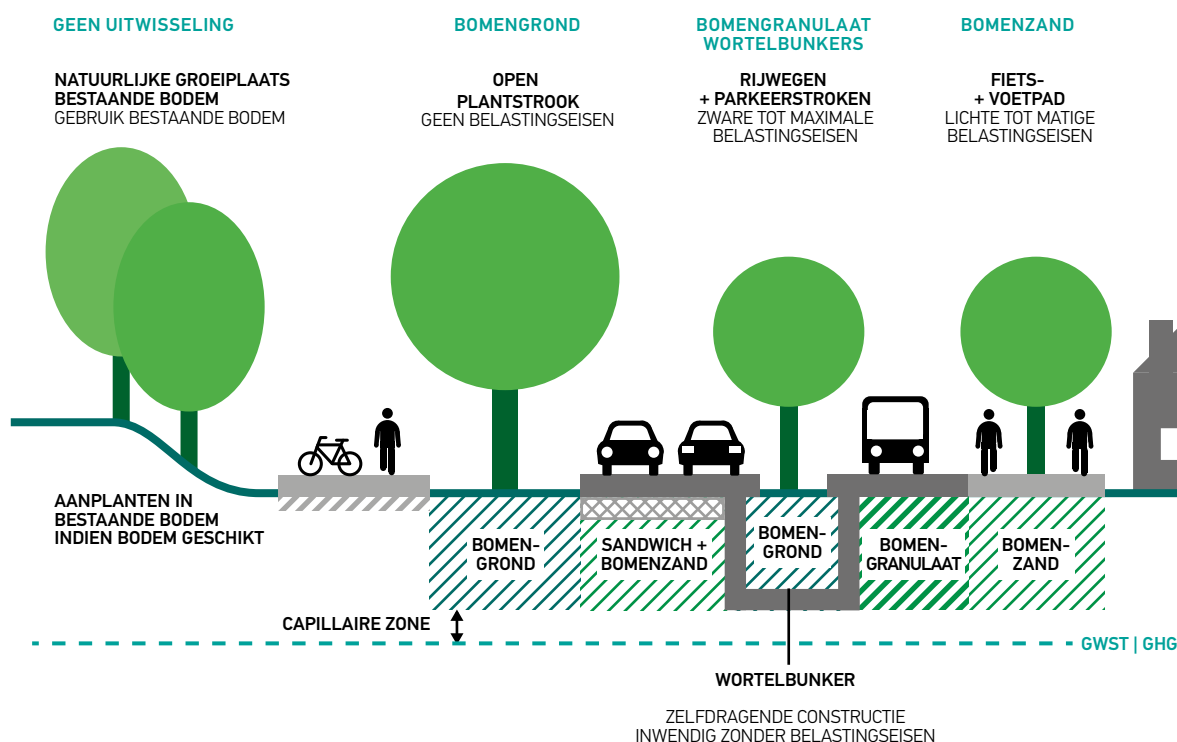 GEEN UITWISSELING
NATUURLIJKE GROEIPLAATS
BESTAANDE BODEM
GEBRUIK BESTAANDE BODEM
BOMENGROND
OPEN
PLANTSTROOK
GEEN BELASTINGSEISEN
BOMENGRANULAAT
WORTELBUNKERS
RIJWEGEN
+ PARKEERSTROKEN
ZWARE TOT MAXIMALE
BELASTINGSEISEN
BOMENZAND
FIETS-
+ VOETPAD
LICHTE TOT MATIGE
BELASTINGSEISEN
AANPLANTEN IN
BESTAANDE BODEM
INDIEN BODEM GESCHIKT
BOMEN-
GROND
SANDWICH +
BOMENZAND
BOMEN-
GROND
BOMEN-
GRANULAAT
BOMEN-
ZAND
CAPILLAIRE ZONE
GWST | GHG
WORTELBUNKER
ZELFDRAGENDE CONSTRUCTIE
INWENDIG ZONDER BELASTINGSEISEN